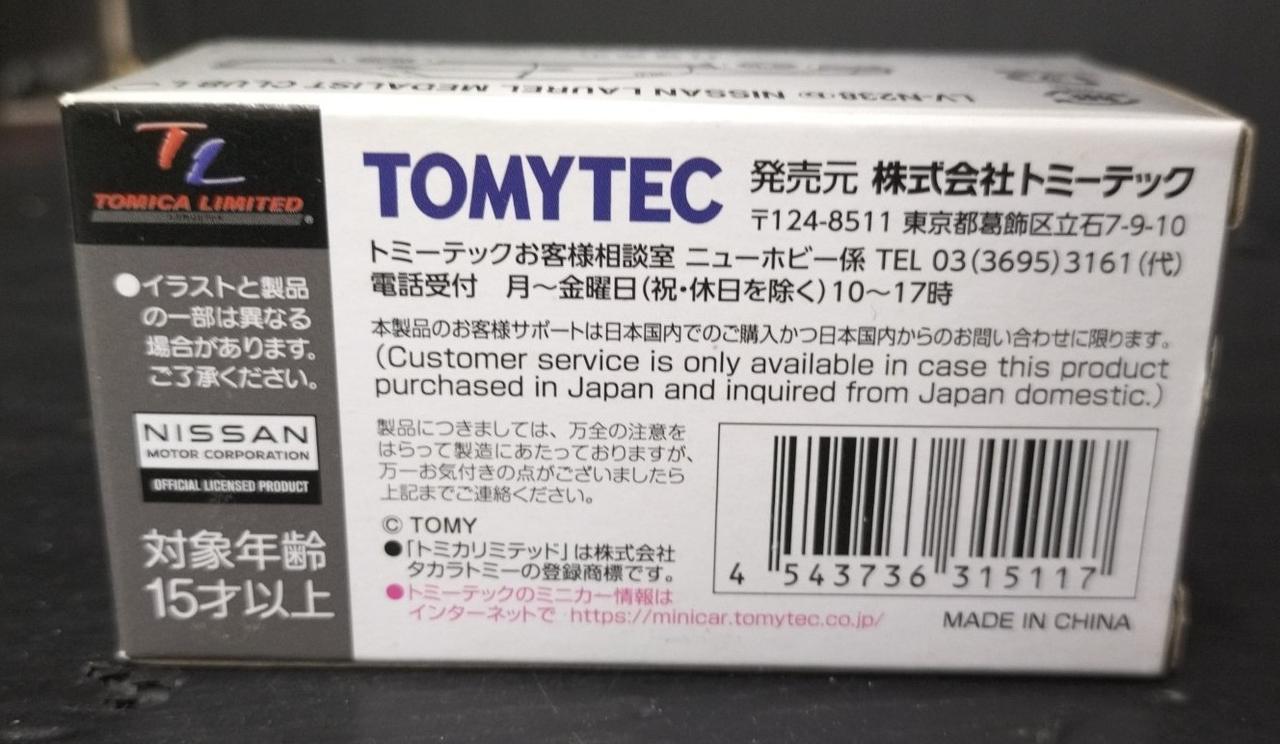 LV-N238 NISSAN LAUREL MEDALIST CLUB L
TL
TOMICA LIMITED
●イラストと製品
の一部は異なる
場合があります。
ご了承ください。
NISSAN
MOTOR CORPORATION
OFFICIAL LICENSED PRODUCT
対象年齢
15才以上
TOMYTEC
発売元 株式会社トミーテック
〒124-8511 東京都葛飾区立石7-9-10
トミーテックお客様相談室 ニューホビー係 TEL 03(3695)3161(代)
電話受付 月〜金曜日(祝・休日を除く)10〜17時
本製品のお客様サポートは日本国内でのご購入かつ日本国内からのお問い合わせに限ります。
(Customer service is only available in case this product
purchased in Japan and inquired from Japan domestic.)
製品につきましては、万全の注意を
はらって製造にあたっておりますが、
万一お気付きの点がございましたら
上記までご連絡ください。
© TOMY
●「トミカリミテッド」は株式会社
タカラトミーの登録商標です。
●トミーテックのミニカー情報は
インターネットで https://minicar.tomytec.co.jp/
4 543736 315117
MADE IN CHINA